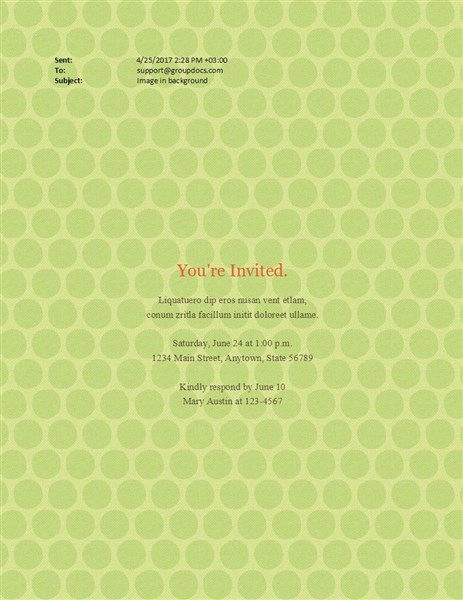 Sent: 4/25/2017 2:28 PM +03:00
To: support@groupdocs.com
Subject: Image in background
You're Invited.
Liquatuero dip eros nusan vent etlam,
conum zritla facillum initit doloreet ullame.
Saturday, June 24 at 1:00 p.m.
1234 Main Street, Anytown, State 56789
Kindly respond by June 10
Mary Austin at 123-4567